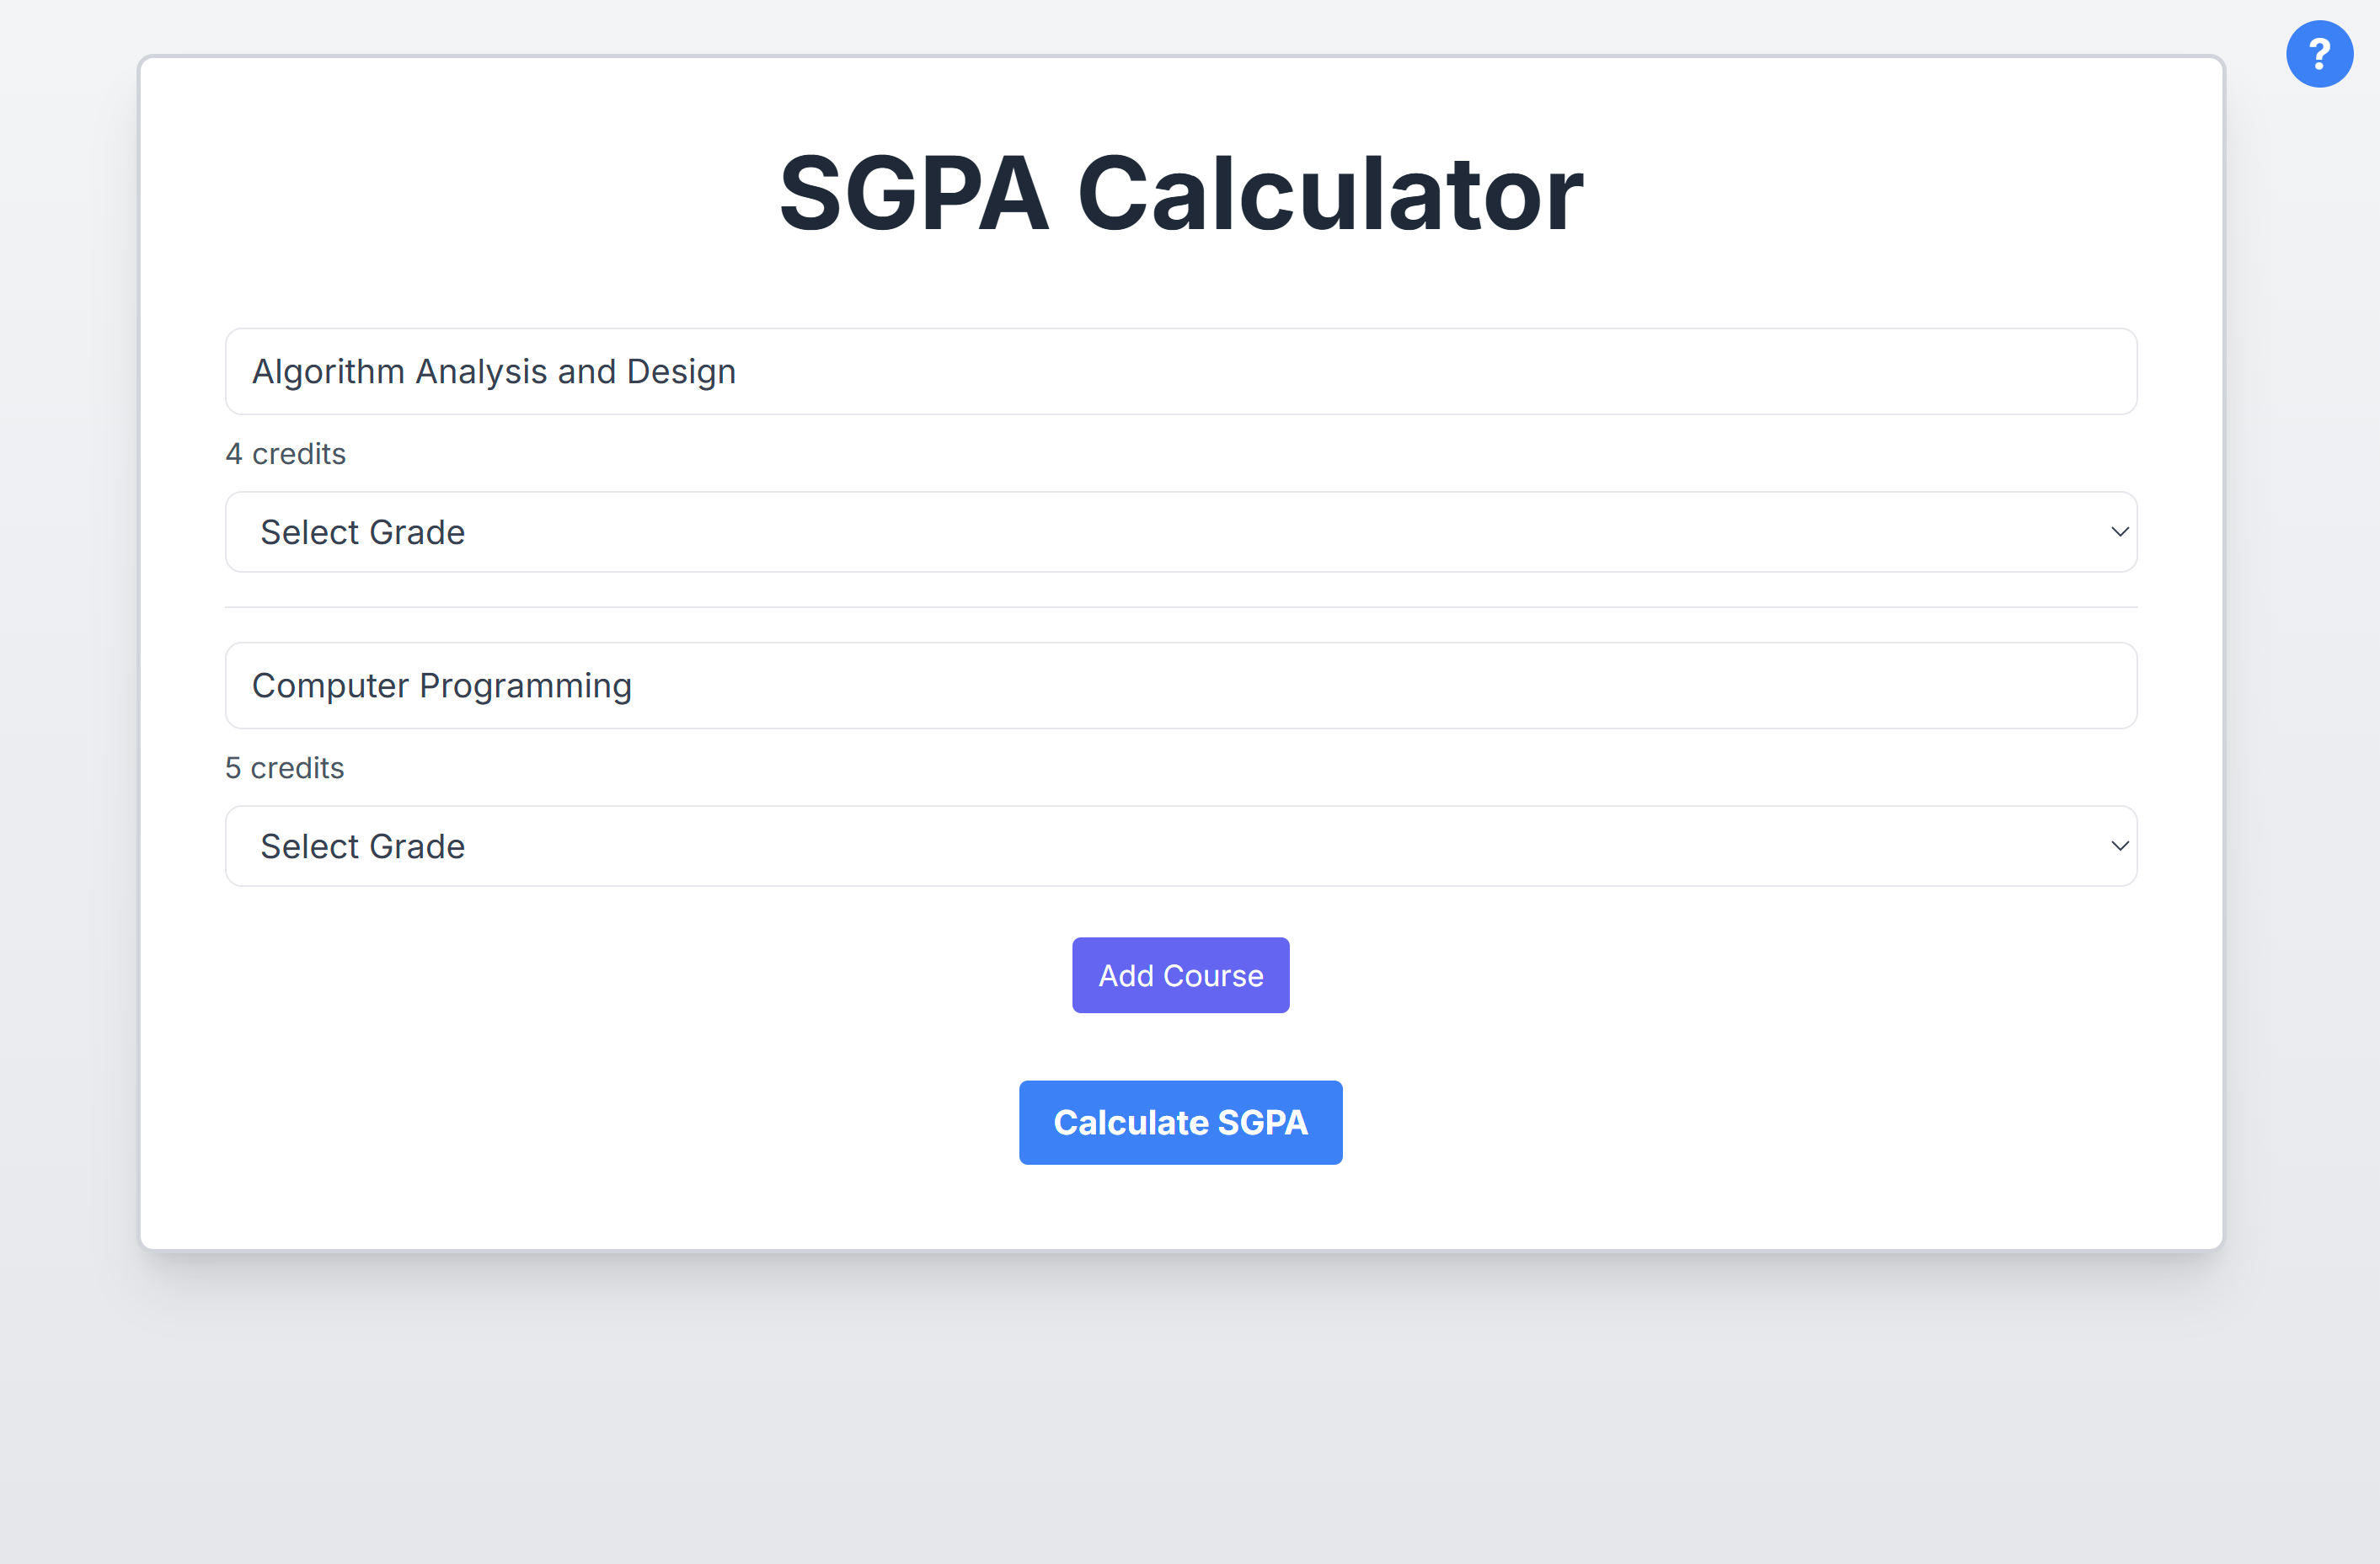 ?
SGPA Calculator
Algorithm Analysis and Design
4 credits
Select Grade
Computer Programming
5 credits
Select Grade
Add Course
Calculate SGPA